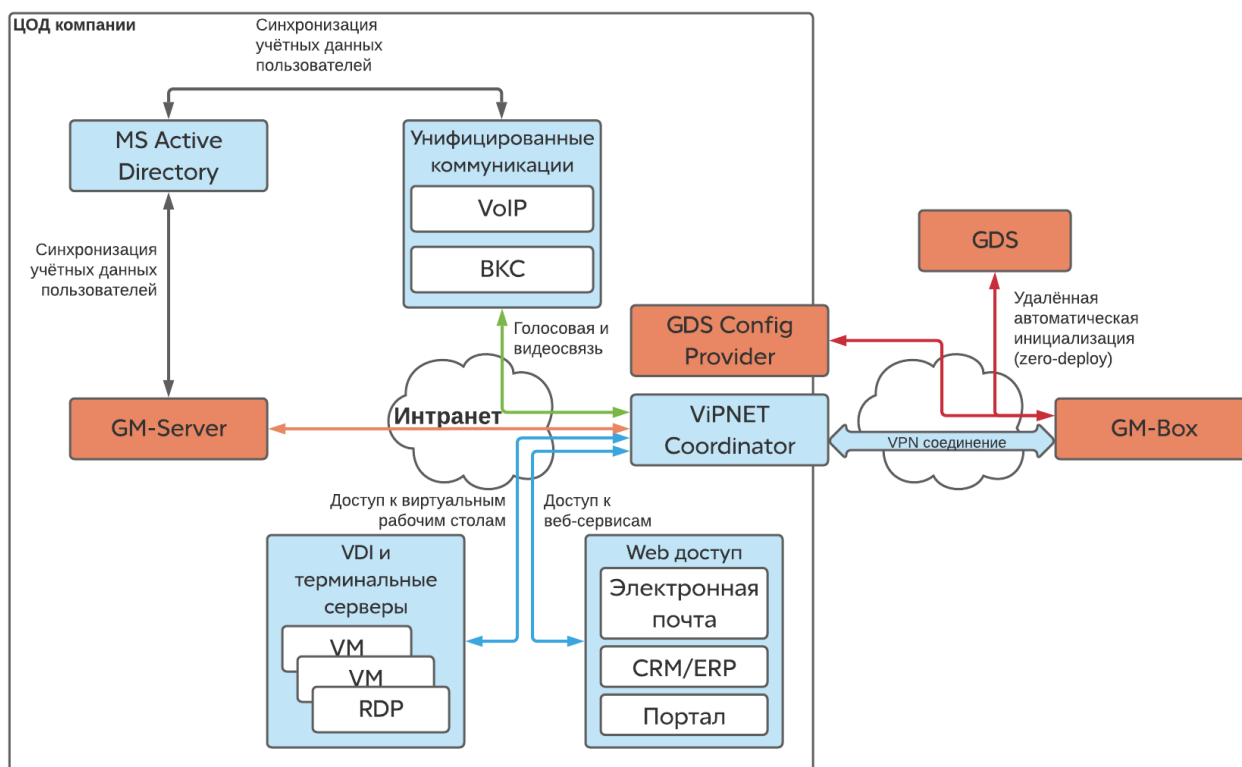 ЦОД компании
Синхронизация
учётных данных
пользователей
MS Active
Directory
Унифицированные
коммуникации
VoIP
ВКС
Синхронизация
учётных данных
пользователей
GDS
Удалённая
автоматическая
инициализация
(zero-deploy)
Голосовая и
видеосвязь
GDS Config
Provider
GM-Server
Интранет
ViPNET
Coordinator
VPN соединение
GM-Box
Доступ к виртуальным
рабочим столам
Доступ к
веб-сервисам
VDI и
терминальные
серверы
VM
VM
RDP
Web доступ
Электронная
почта
CRM/ERP
Портал